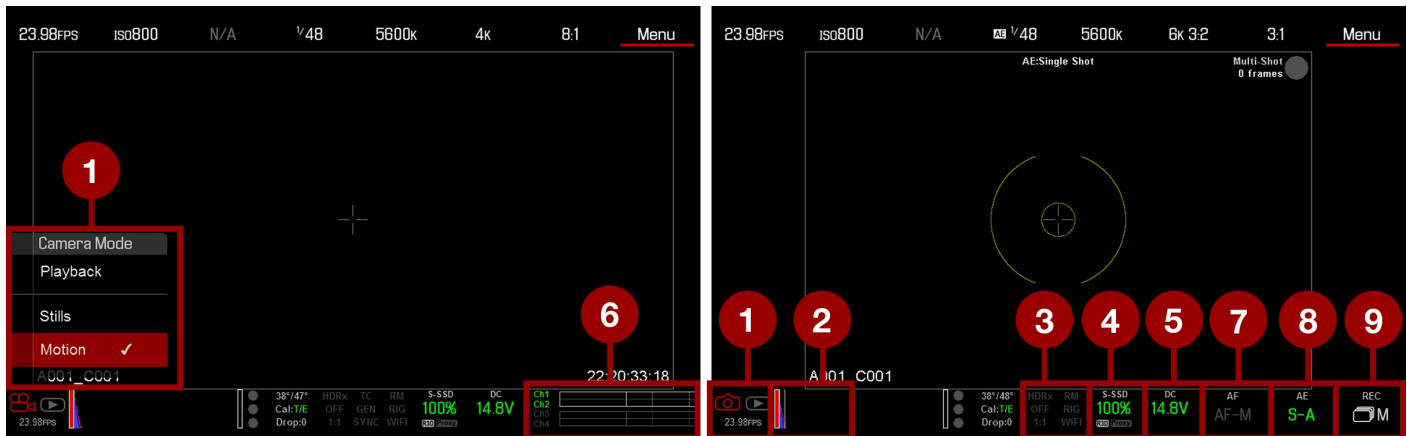 23.98FPS ISO800 N/A 1/48 5600K 4K 8:1 Menu
1
Camera Mode
Playback
Stills
Motion ✓
A001_C001
6
22:20:33:18
23.98FPS
38°/47° HDRx TC RM S-SSD DC Ch1
Cal:T/E OFF GEN RIG 100% 14.8V Ch2
Drop:0 1:1 SYNC WIFI R3D Proxy Ch3
Ch4
23.98FPS ISO800 N/A AE 1/48 5600K 6K 3:2 3:1 Menu
AE:Single Shot
Multi-Shot
0 frames
1 2 3 4 5 7 8 9
A001_C001
23.98FPS
38°/48° HDRx RM S-SSD DC AF AE REC
Cal:T/E OFF RIG 100% 14.8V AF-M S-A M
Drop:0 1:1 WIFI R3D Proxy